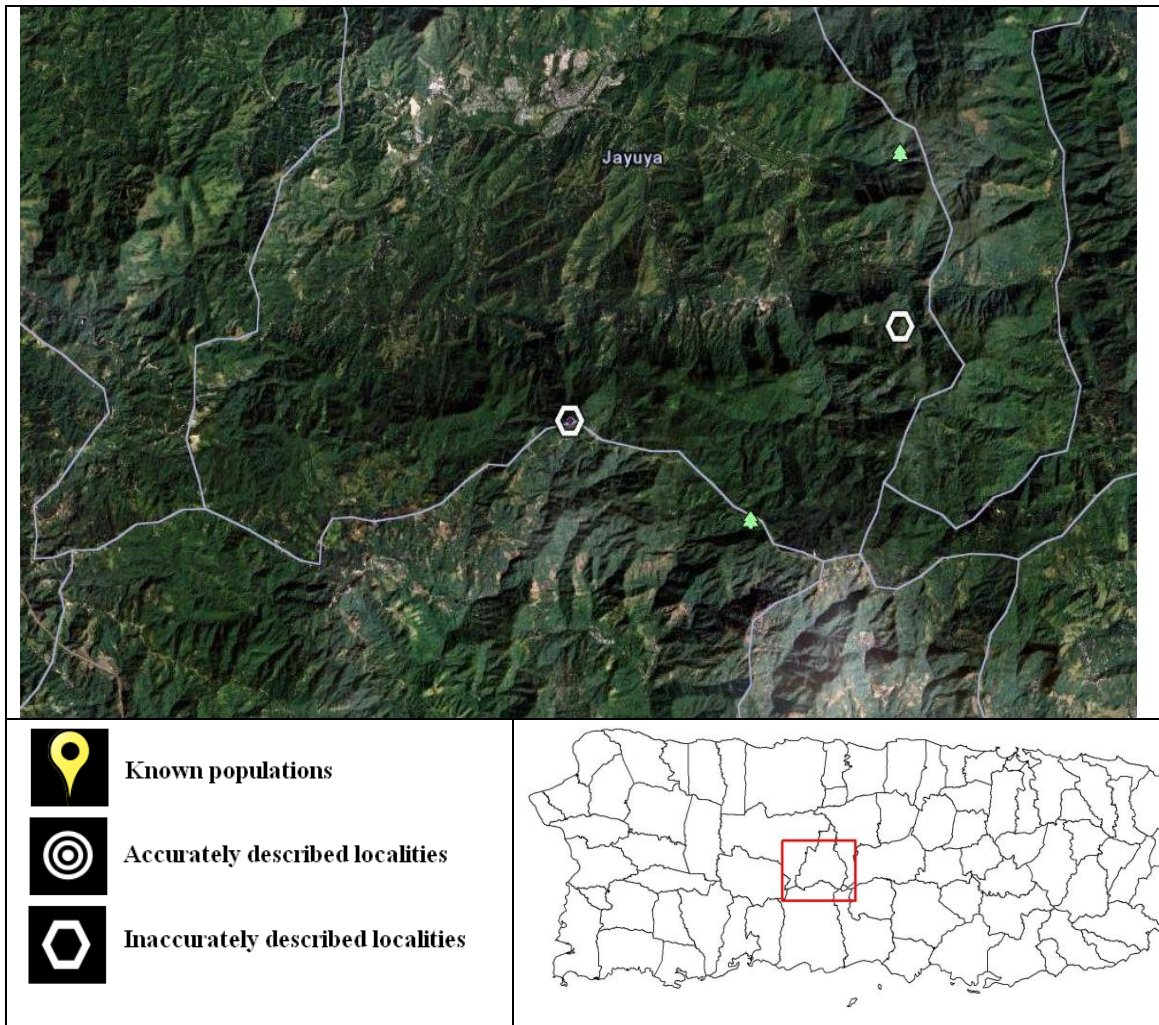 Jayuya
Known populations
Accurately described localities
Inaccurately described localities